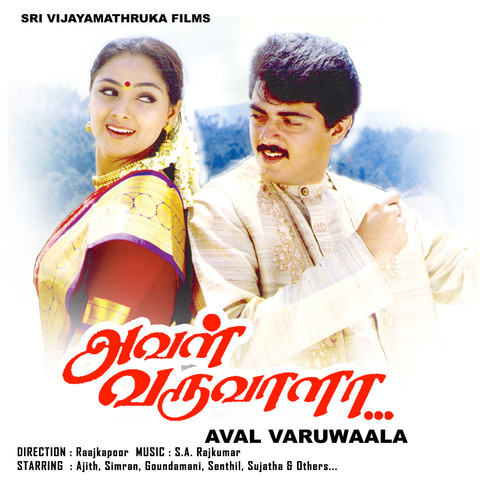 SRI VIJAYAMATHRUKA FILMS
அவள்
வருவாளா...
AVAL VARUWAALA
DIRECTION : Raajkapoor MUSIC : S.A. Rajkumar
STARRING : Ajith, Simran, Goundamani, Senthil, Sujatha & Others...